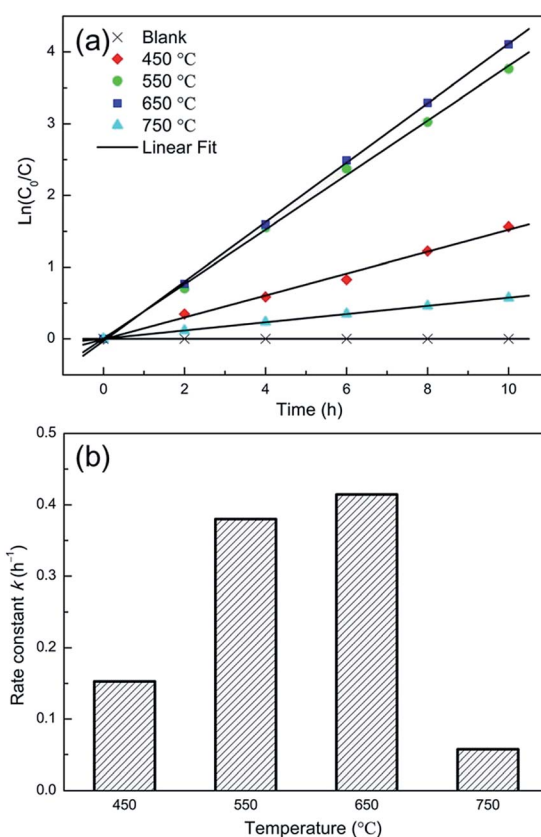 (a)
Blank
450 °C
550 °C
650 °C
750 °C
Linear Fit
Ln(C₀/C)
4
3
2
1
0
0 2 4 6 8 10
Time (h)
(b)
Rate constant k (h⁻¹)
0.5
0.4
0.3
0.2
0.1
0.0
450 550 650 750
Temperature (°C)